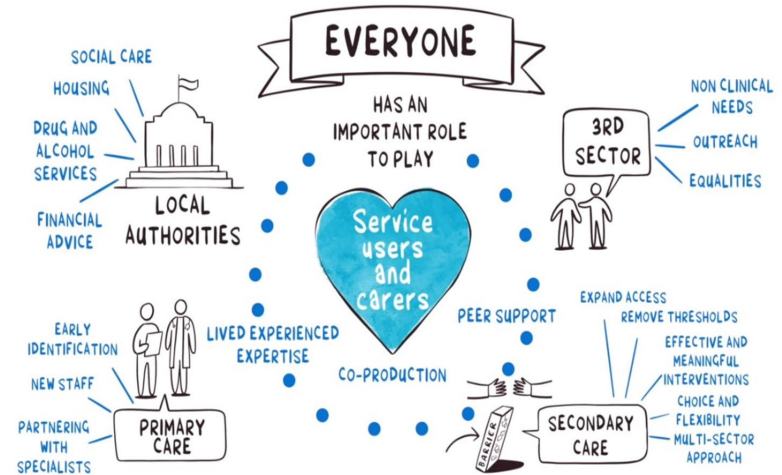 EVERYONE
HAS AN
IMPORTANT ROLE
TO PLAY
SOCIAL CARE
HOUSING
DRUG AND
ALCOHOL
SERVICES
FINANCIAL
ADVICE
LOCAL
AUTHORITIES
NON CLINICAL
NEEDS
OUTREACH
EQUALITIES
3RD
SECTOR
Service
users
and
carers
LIVED EXPERIENCED
EXPERTISE
CO-PRODUCTION
PEER SUPPORT
EARLY
IDENTIFICATION
NEW STAFF
PARTNERING
WITH
SPECIALISTS
PRIMARY
CARE
EXPAND ACCESS
REMOVE THRESHOLDS
EFFECTIVE AND
MEANINGFUL
INTERVENTIONS
CHOICE AND
FLEXIBILITY
MULTI-SECTOR
APPROACH
SECONDARY
CARE
BARRIER